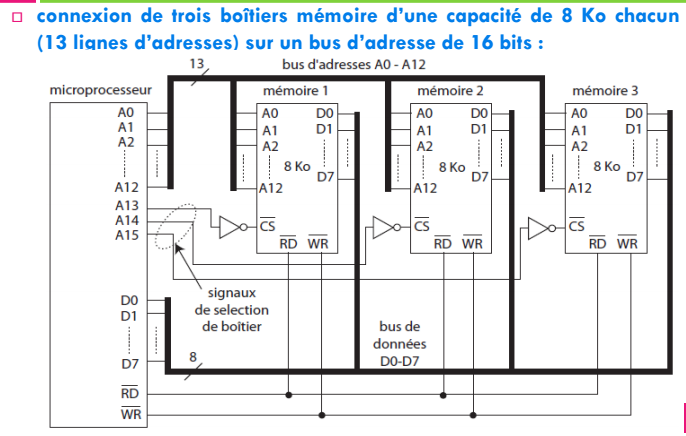 connexion de trois boîtiers mémoire d'une capacité de 8 Ko chacun
(13 lignes d'adresses) sur un bus d'adresse de 16 bits :
13
bus d'adresses A0 - A12
microprocesseur
mémoire 1
mémoire 2
mémoire 3
A0
A1
A2
A12
A13
A14
A15
D0
D1
D7
RD
WR
A0
A1
A2
A12
D0
D1
D7
8 Ko
CS
RD WR
A0
A1
A2
A12
D0
D1
D7
8 Ko
CS
RD WR
A0
A1
A2
A12
D0
D1
D7
8 Ko
CS
RD WR
signaux
de selection
de boîtier
8
bus de
données
D0-D7